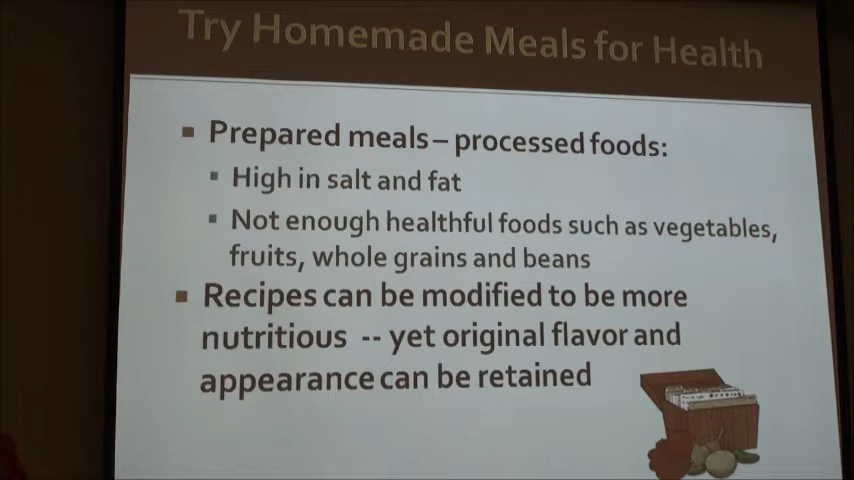 Try Homemade Meals for Health
Prepared meals – processed foods:
High in salt and fat
Not enough healthful foods such as vegetables,
fruits, whole grains and beans
Recipes can be modified to be more
nutritious -- yet original flavor and
appearance can be retained